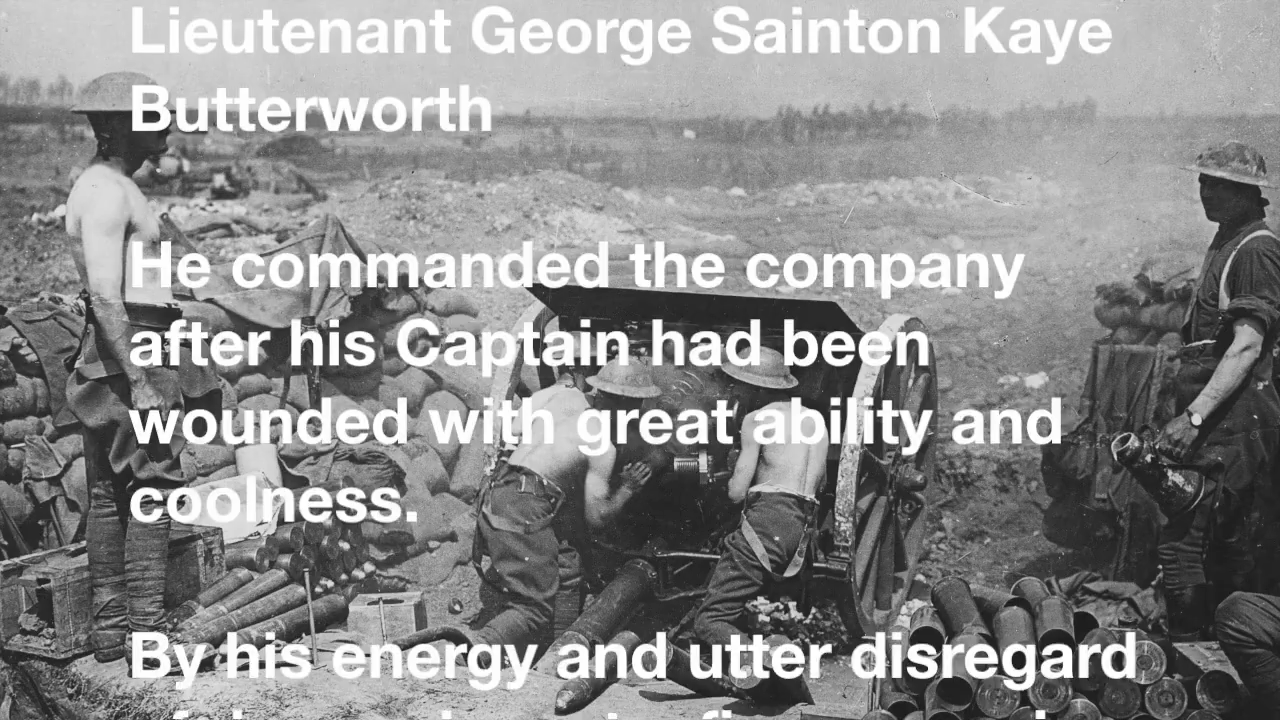 Lieutenant George Sainton Kaye
Butterworth
He commanded the company
after his Captain had been
wounded with great ability and
coolness.
By his energy and utter disregard